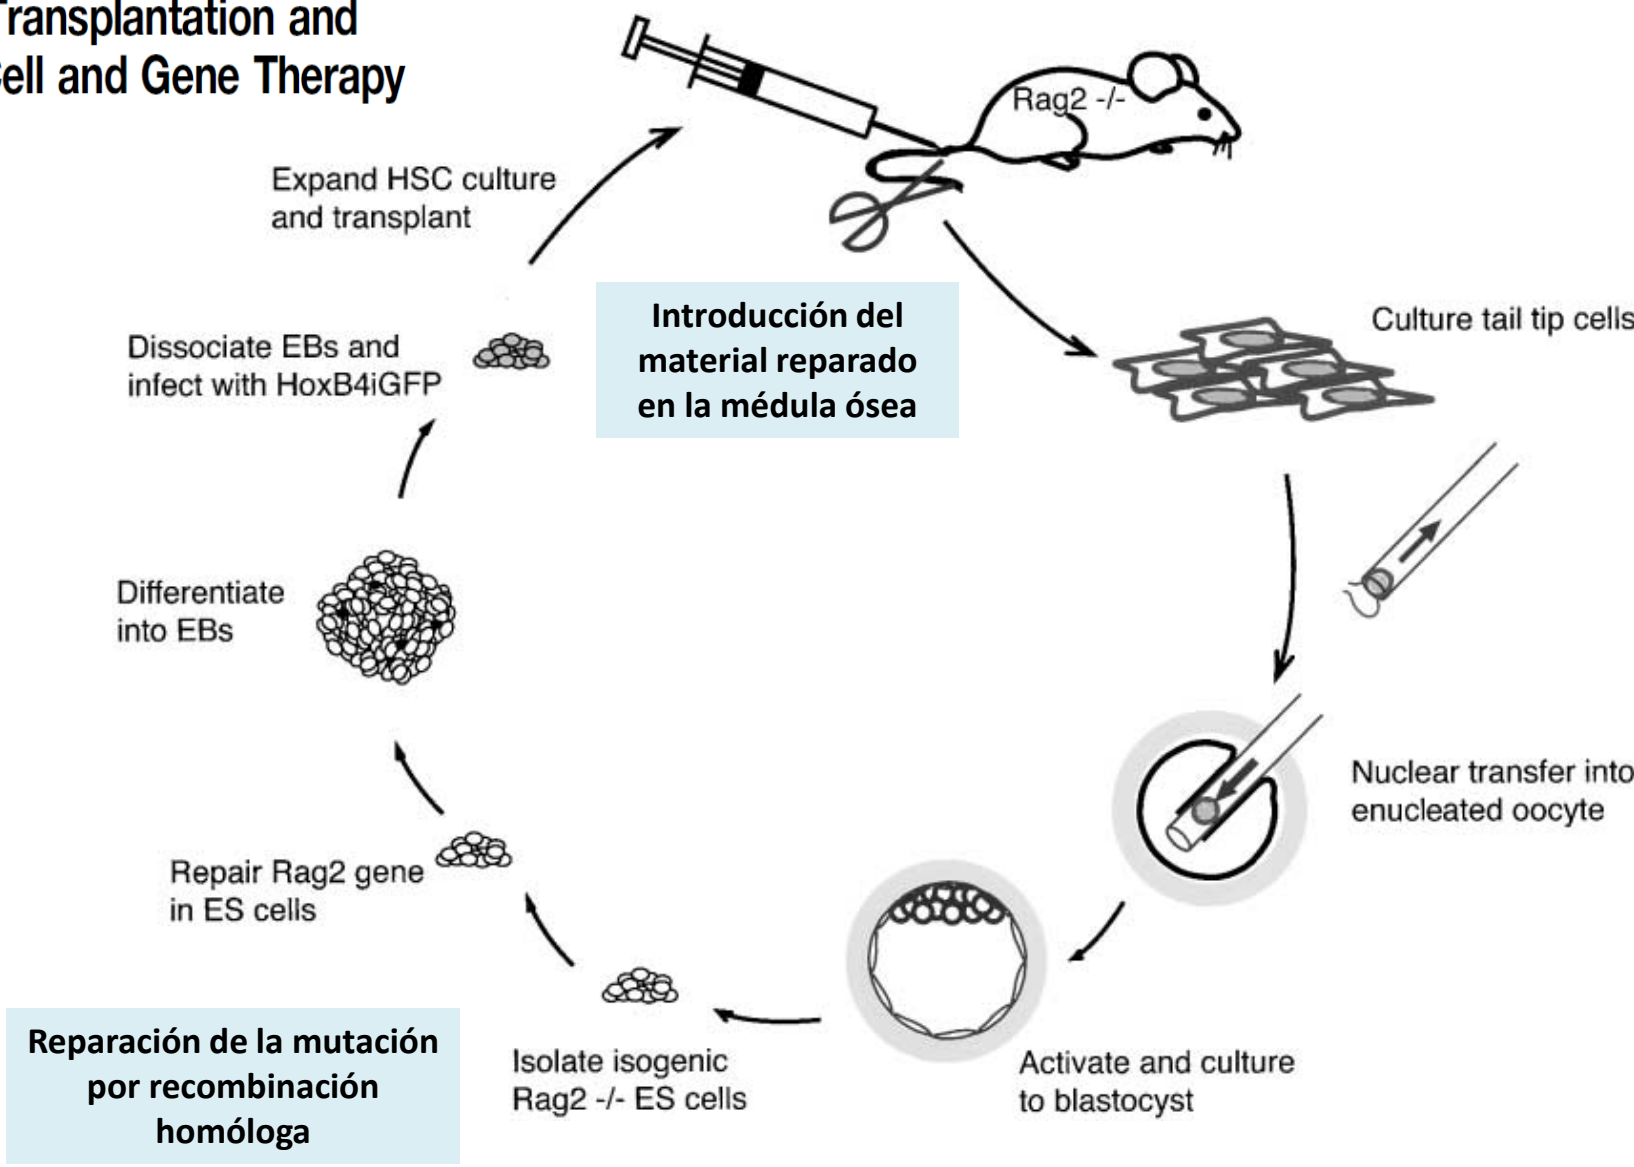 Transplantation and
Cell and Gene Therapy
Rag2 -/-
Expand HSC culture
and transplant
Introducción del
material reparado
en la médula ósea
Culture tail tip cells
Dissociate EBs and
infect with HoxB4iGFP
Differentiate
into EBs
Nuclear transfer into
enucleated oocyte
Repair Rag2 gene
in ES cells
Reparación de la mutación
por recombinación
homóloga
Isolate isogenic
Rag2 -/- ES cells
Activate and culture
to blastocyst